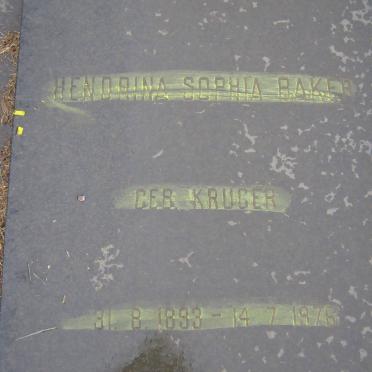 HENDRINA SOPHIA BAKER
GEB. KRUGER
31 8 1893 - 14 7 1976